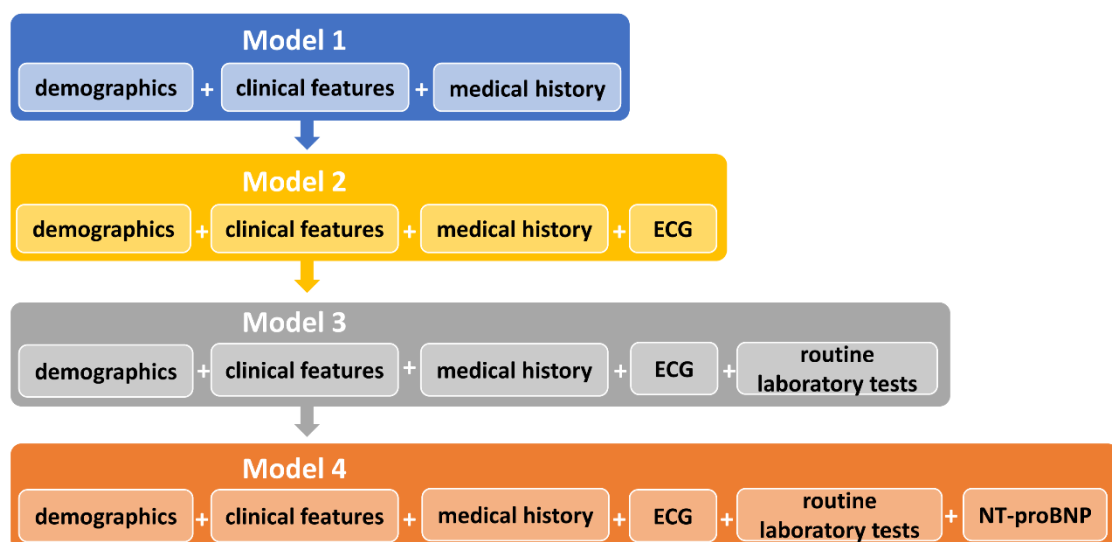 Model 1
demographics + clinical features + medical history
Model 2
demographics + clinical features + medical history + ECG
Model 3
demographics + clinical features + medical history + ECG + routine
laboratory tests
Model 4
demographics + clinical features + medical history + ECG + routine
laboratory tests + NT-proBNP